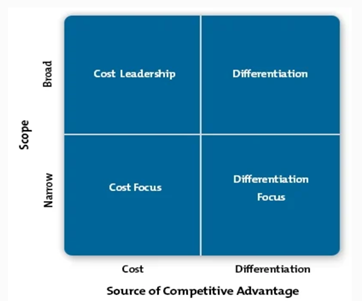 Scope
Broad
Cost Leadership
Differentiation
Narrow
Cost Focus
Differentiation
Focus
Cost
Differentiation
Source of Competitive Advantage